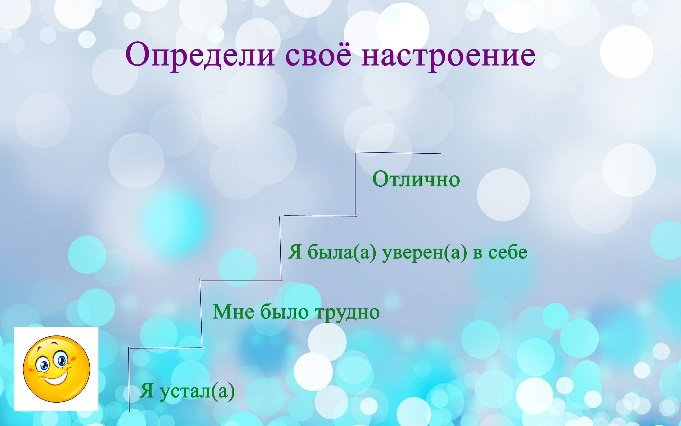 Определи своё настроение
Отлично
Я была(а) уверен(а) в себе
Мне было трудно
Я устал(а)